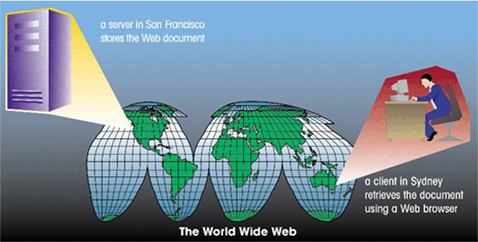 a server in San Francisco
stores the Web document
a client in Sydney
retrieves the document
using a Web browser
The World Wide Web